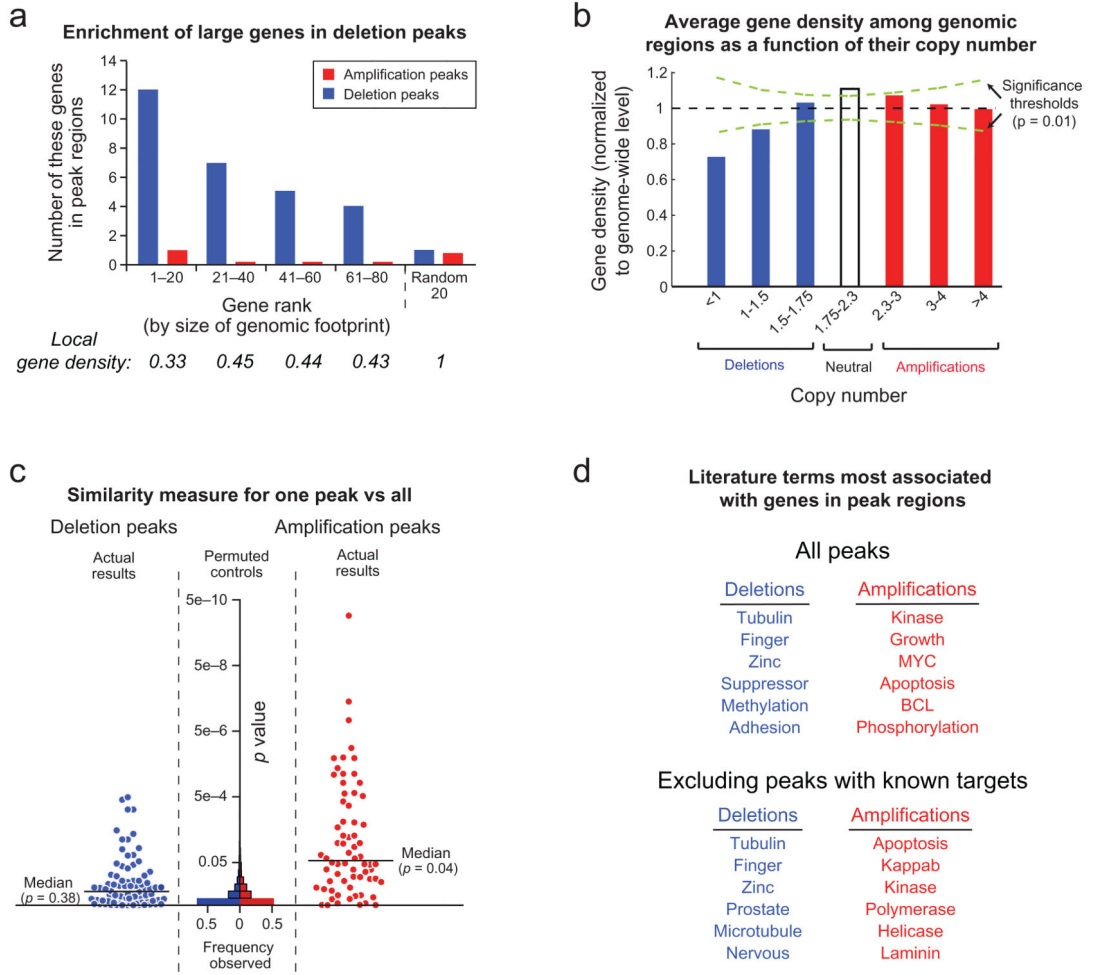 a
Enrichment of large genes in deletion peaks
Number of these genes
in peak regions
14
12
10
8
6
4
2
0
Amplification peaks
Deletion peaks
1–20
21–40
41–60
61–80
Random
20
Gene rank
(by size of genomic footprint)
Local
gene density:
0.33
0.45
0.44
0.43
1
b
Average gene density among genomic
regions as a function of their copy number
Gene density (normalized
to genome-wide level)
1.2
1
0.8
0.6
0.4
0.2
0
Significance
thresholds
(p = 0.01)
<1
1-1.5
1.5-1.75
1.75-2.3
2.3-3
3-4
>4
Deletions
Neutral
Amplifications
Copy number
c
Similarity measure for one peak vs all
Deletion peaks
Amplification peaks
Actual
results
Permuted
controls
Actual
results
5e–10
5e–8
5e–6
5e–4
0.05
p value
Median
(p = 0.38)
Median
(p = 0.04)
0.5
0
0.5
Frequency
observed
d
Literature terms most associated
with genes in peak regions
All peaks
Deletions Amplifications
Tubulin Kinase
Finger Growth
Zinc MYC
Suppressor Apoptosis
Methylation BCL
Adhesion Phosphorylation
Excluding peaks with known targets
Deletions Amplifications
Tubulin Apoptosis
Finger Kappab
Zinc Kinase
Prostate Polymerase
Microtubule Helicase
Nervous Laminin